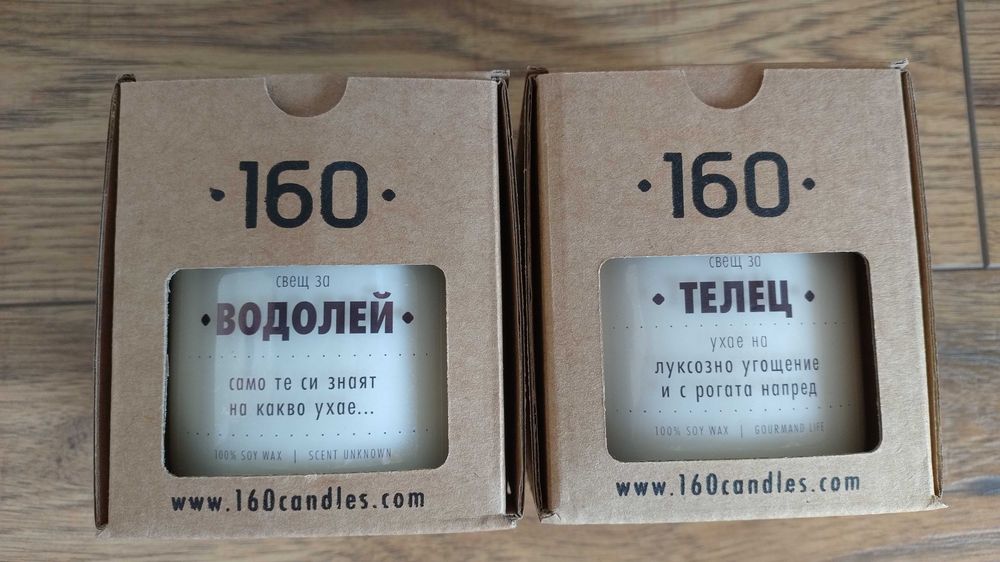 ·160·
свещ за
·ВОДОЛЕЙ·
само те си знаят
на какво ухае...
100% SOY WAX | SCENT UNKNOWN
www.160candles.com
·160·
свещ за
· ТЕЛЕЦ ·
ухае на
луксозно угощение
и с рогата напред
100% SOY WAX | GOURMAND LIFE
www.160candles.com